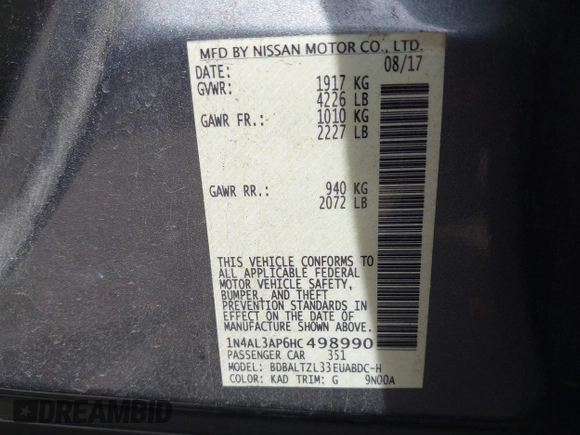 MFD BY NISSAN MOTOR CO., LTD.
DATE: 08/17
GVWR: 1917 KG
4226 LB
GAWR FR.: 1010 KG
2227 LB
GAWR RR.: 940 KG
2072 LB
THIS VEHICLE CONFORMS TO
ALL APPLICABLE FEDERAL
MOTOR VEHICLE SAFETY,
BUMPER, AND THEFT
PREVENTION STANDARDS IN
EFFECT ON THE DATE OF
MANUFACTURE SHOWN ABOVE.
1N4AL3AP6HC498990
PASSENGER CAR 351
MODEL: BDBALTZL33EUABDC-H
COLOR: KAD TRIM: G 9N00A
DREAMBID